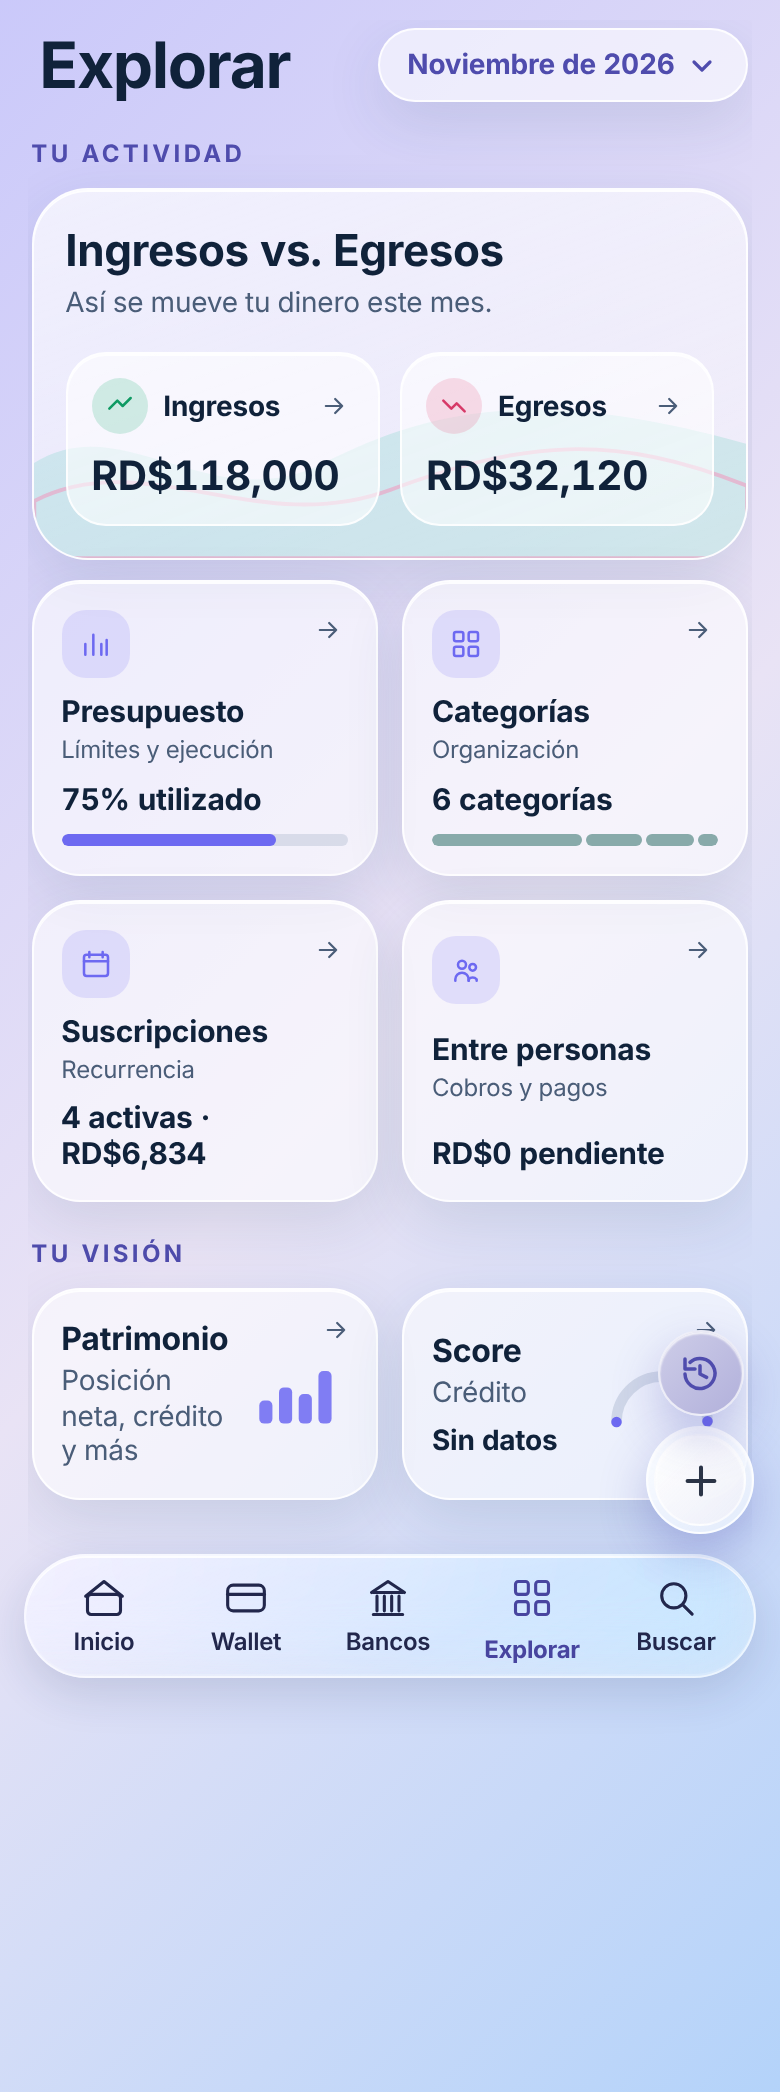 Explorar
Noviembre de 2026
TU ACTIVIDAD
Ingresos vs. Egresos
Así se mueve tu dinero este mes.
Ingresos
RD$118,000
Egresos
RD$32,120
Presupuesto
Límites y ejecución
75% utilizado
Categorías
Organización
6 categorías
Suscripciones
Recurrencia
4 activas ·
RD$6,834
Entre personas
Cobros y pagos
RD$0 pendiente
TU VISIÓN
Patrimonio
Posición
neta, crédito
y más
Score
Crédito
Sin datos
Inicio
Wallet
Bancos
Explorar
Buscar